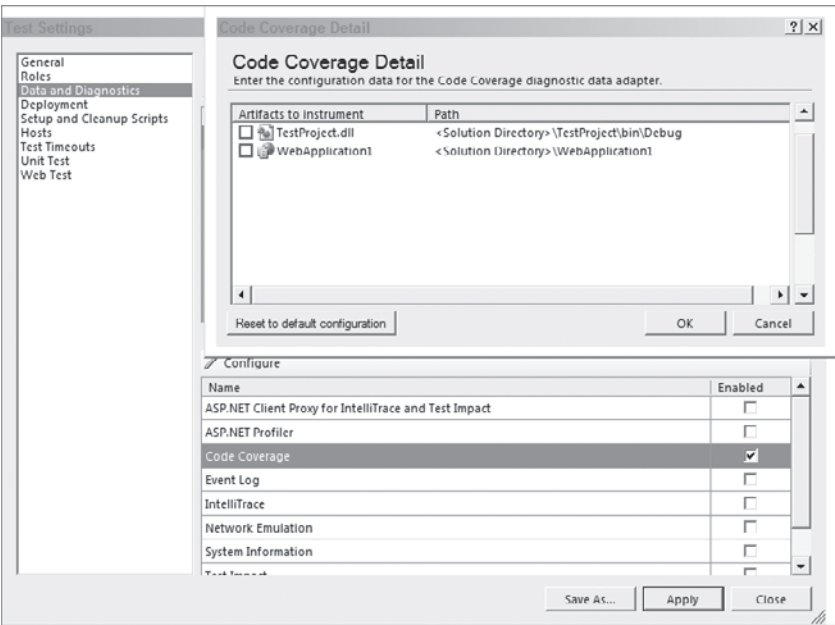 Test Settings
General
Roles
Data and Diagnostics
Deployment
Setup and Cleanup Scripts
Hosts
Test Timeouts
Unit Test
Web Test
Code Coverage Detail
Code Coverage Detail
Enter the configuration data for the Code Coverage diagnostic data adapter.
Artifacts to instrument Path
TestProject.dll <Solution Directory>\TestProject\bin\Debug
WebApplication1 <Solution Directory>\WebApplication1
Reset to default configuration OK Cancel
Configure
Name Enabled
ASP.NET Client Proxy for IntelliTrace and Test Impact
ASP.NET Profiler
Code Coverage
Event Log
IntelliTrace
Network Emulation
System Information
Test Impact
Save As... Apply Close